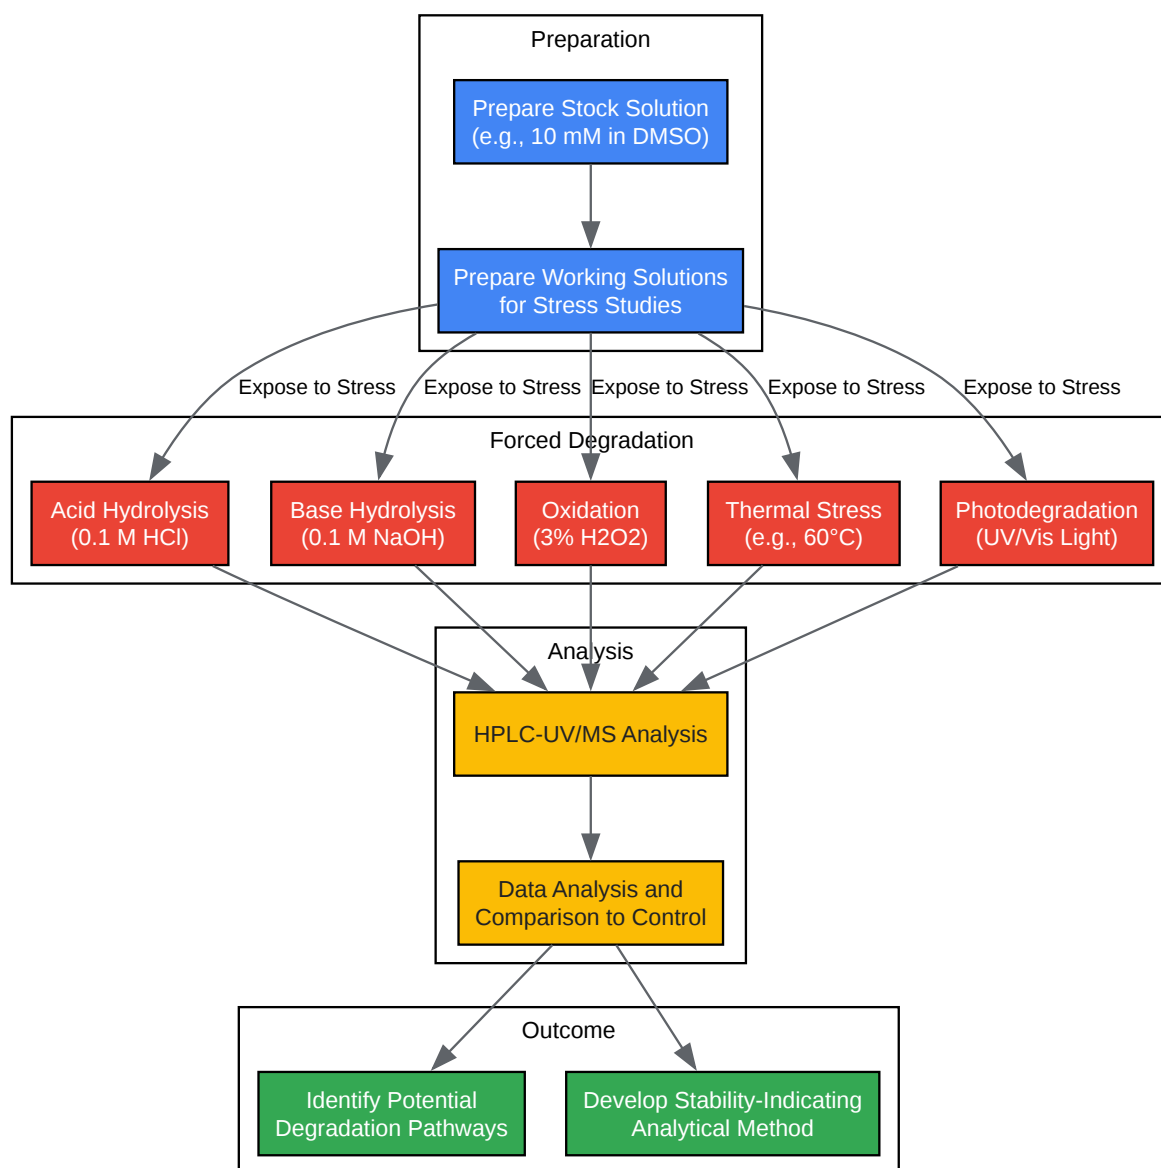 Preparation
Prepare Stock Solution
(e.g., 10 mM in DMSO)
Prepare Working Solutions
for Stress Studies
Expose to Stress
Expose to Stress
Expose to Stress
Expose to Stress
Expose to Stress
Forced Degradation
Acid Hydrolysis
(0.1 M HCl)
Base Hydrolysis
(0.1 M NaOH)
Oxidation
(3% H2O2)
Thermal Stress
(e.g., 60°C)
Photodegradation
(UV/Vis Light)
Analysis
HPLC-UV/MS Analysis
Data Analysis and
Comparison to Control
Outcome
Identify Potential
Degradation Pathways
Develop Stability-Indicating
Analytical Method